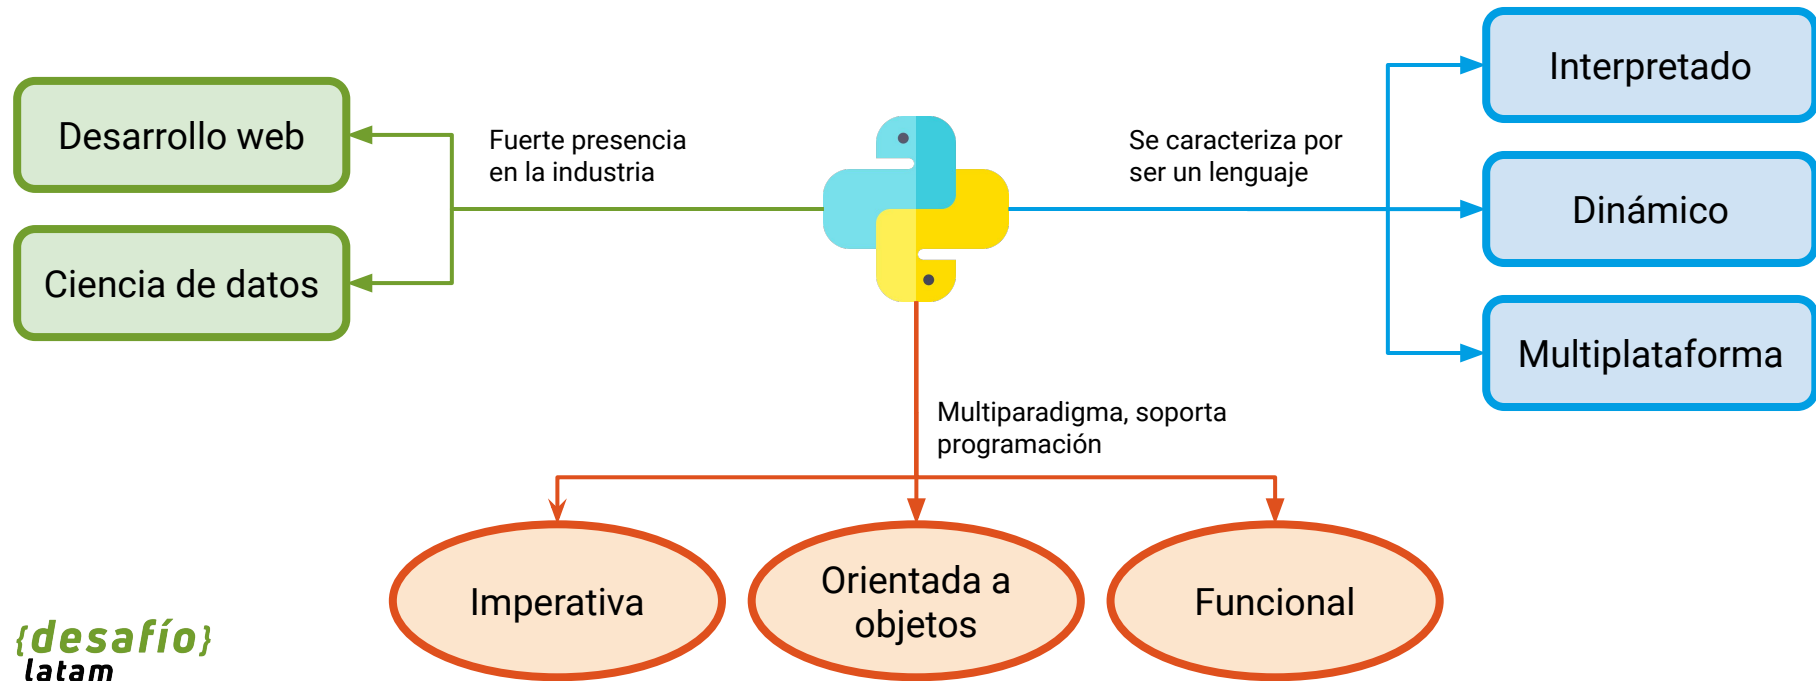 Desarrollo web
Ciencia de datos
Fuerte presencia
en la industria
Se caracteriza por
ser un lenguaje
Interpretado
Dinámico
Multiplataforma
Multiparadigma, soporta
programación
Imperativa
Orientada a
objetos
Funcional
{desafío}
latam